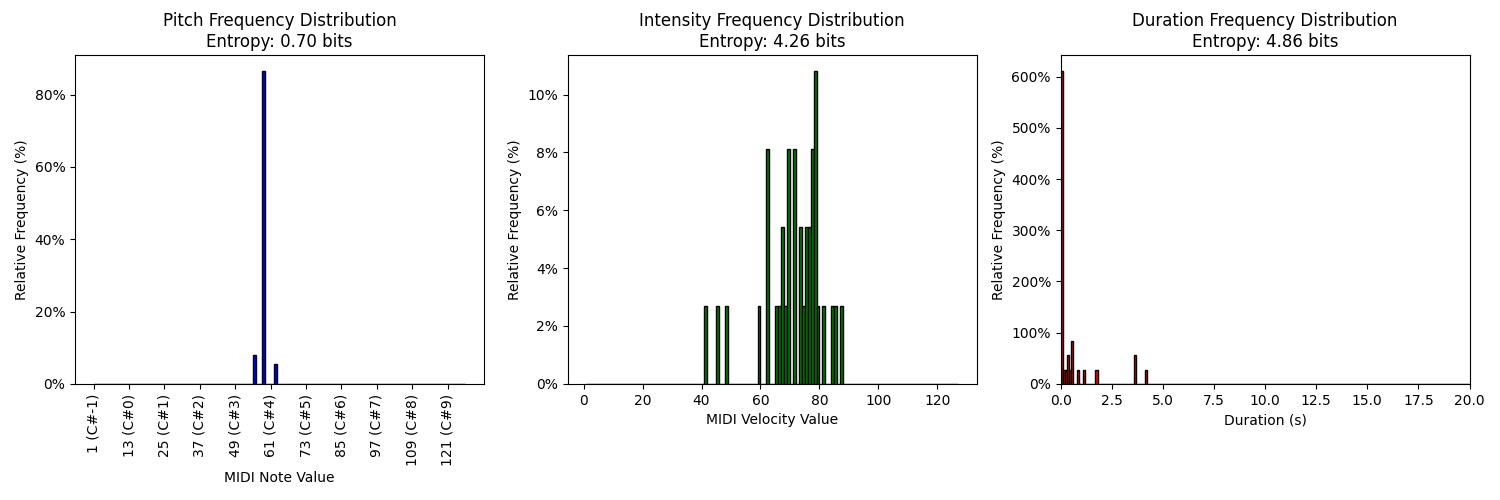 Pitch Frequency Distribution
Entropy: 0.70 bits
Relative Frequency (%)
80%
60%
40%
20%
0%
1 (C#-1)
13 (C#0)
25 (C#1)
37 (C#2)
49 (C#3)
61 (C#4)
73 (C#5)
85 (C#6)
97 (C#7)
109 (C#8)
121 (C#9)
MIDI Note Value
Intensity Frequency Distribution
Entropy: 4.26 bits
Relative Frequency (%)
10%
8%
6%
4%
2%
0%
0 20 40 60 80 100 120
MIDI Velocity Value
Duration Frequency Distribution
Entropy: 4.86 bits
Relative Frequency (%)
600%
500%
400%
300%
200%
100%
0%
0.0 2.5 5.0 7.5 10.0 12.5 15.0 17.5 20.0
Duration (s)